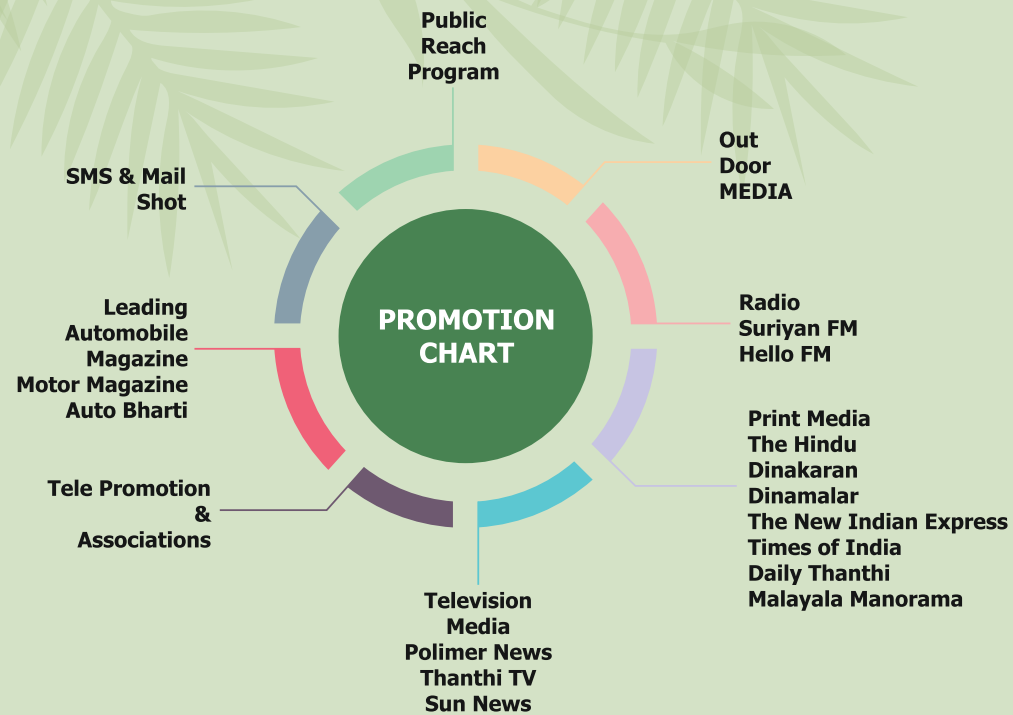 Public
Reach
Program
Out
Door
MEDIA
SMS & Mail
Shot
PROMOTION
CHART
Radio
Suriyan FM
Hello FM
Leading
Automobile
Magazine
Motor Magazine
Auto Bharti
Print Media
The Hindu
Dinakaran
Dinamalar
The New Indian Express
Times of India
Daily Thanthi
Malayala Manorama
Tele Promotion
&
Associations
Television
Media
Polimer News
Thanthi TV
Sun News